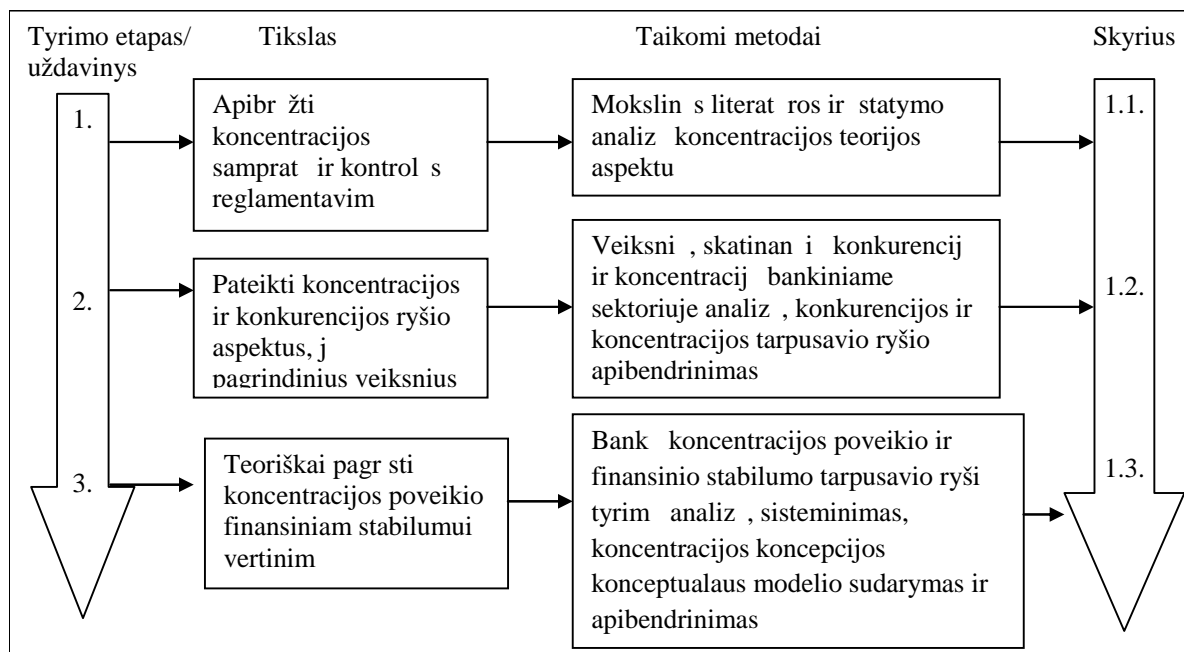 Tyrimo etapas/ Tikslas Taikomi metodai Skyrius
uždavinys
1.
Apibr žti
koncentracijos
samprat ir kontrol s
reglamentavim
Mokslin s literat ros ir statymo
analiz koncentracijos teorijos
aspektu
1.1.
2.
Pateikti koncentracijos
ir konkurencijos ryšio
aspektus, j
pagrindinius veiksnius
Veiksni , skatinan i konkurencij
ir koncentracij bankiniame
sektoriuje analiz , konkurencijos ir
koncentracijos tarpusavio ryšio
apibendrinimas
1.2.
3.
Teoriškai pagr sti
koncentracijos poveikio
finansiniam stabilumui
vertinim
Bank koncentracijos poveikio ir
finansinio stabilumo tarpusavio ryši
tyrim analiz , sisteminimas,
koncentracijos koncepcijos
konceptualaus modelio sudarymas ir
apibendrinimas
1.3.